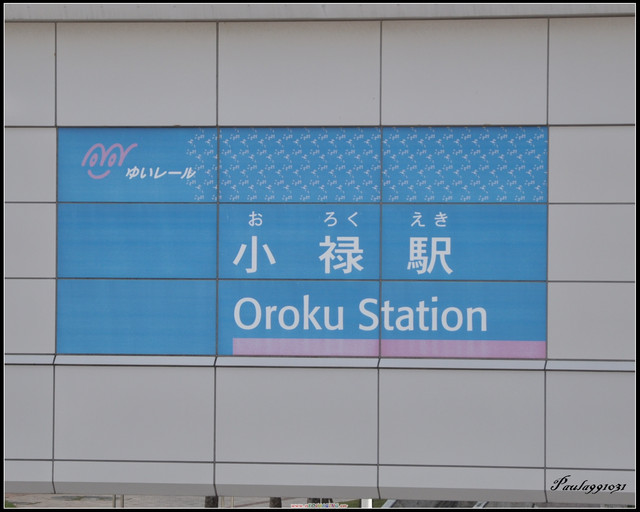 ゆいレール
お ろく えき
小禄駅
Oroku Station
Paula991031